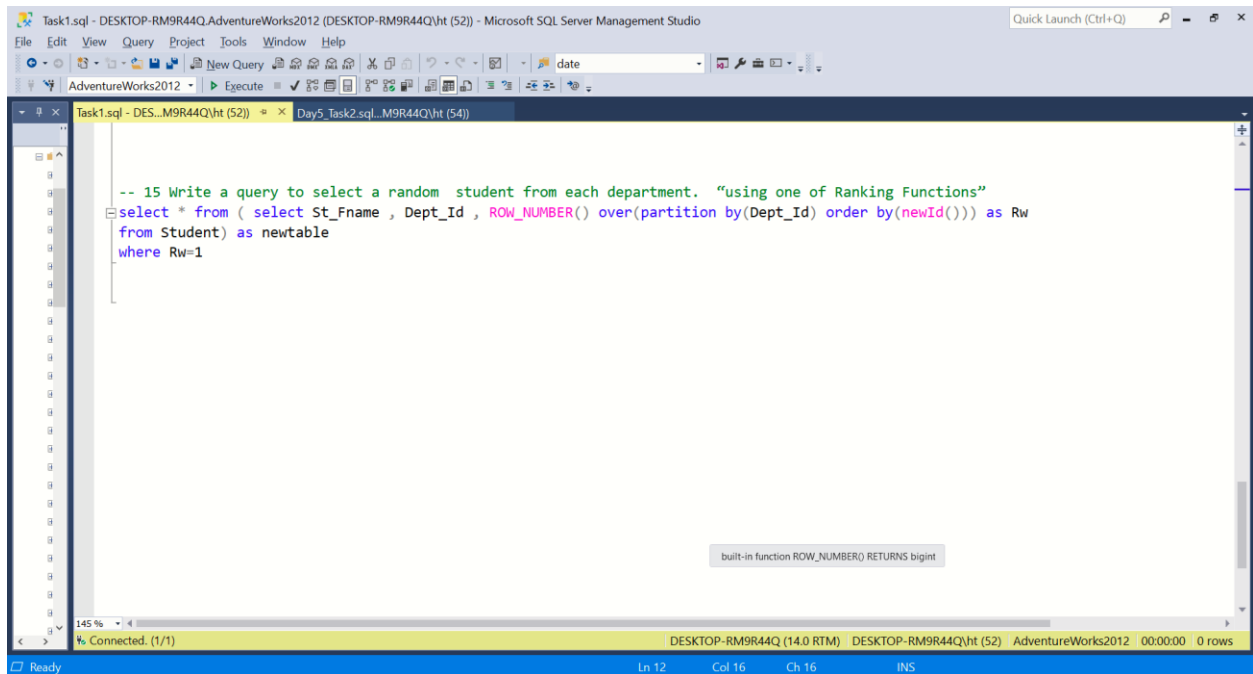 Task1.sql - DESKTOP-RM9R44Q.AdventureWorks2012 (DESKTOP-RM9R44Q\ht (52)) - Microsoft SQL Server Management Studio
Quick Launch (Ctrl+Q)
File Edit View Query Project Tools Window Help
New Query
date
AdventureWorks2012
Execute
Task1.sql - DES...M9R44Q\ht (52))
Day5_Task2.sql...M9R44Q\ht (54))
-- 15 Write a query to select a random  student from each department.  “using one of Ranking Functions”
select * from ( select St_Fname , Dept_Id , ROW_NUMBER() over(partition by(Dept_Id) order by(newId())) as Rw
from Student) as newtable
where Rw=1
built-in function ROW_NUMBER() RETURNS bigint
145 %
Connected. (1/1)
DESKTOP-RM9R44Q (14.0 RTM)
DESKTOP-RM9R44Q\ht (52)
AdventureWorks2012
00:00:00
0 rows
Ready
Ln 12
Col 16
Ch 16
INS